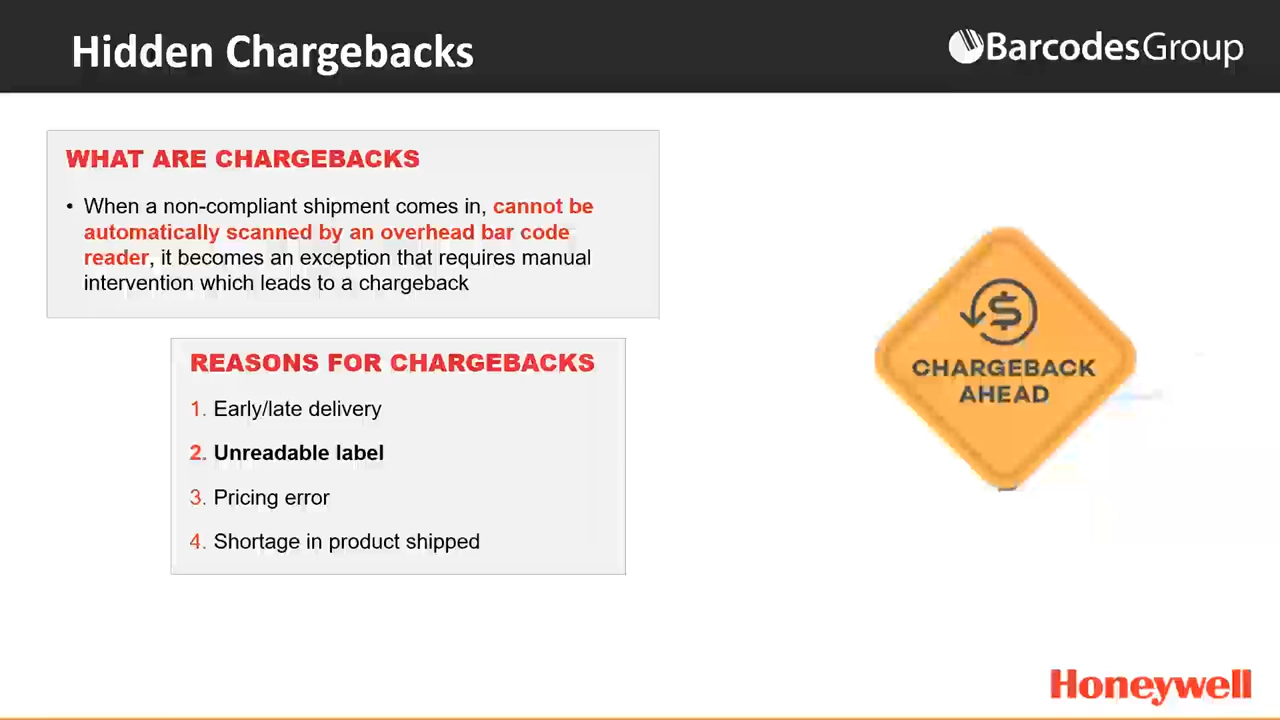 Hidden Chargebacks
BarcodesGroup
WHAT ARE CHARGEBACKS
• When a non-compliant shipment comes in, cannot be
automatically scanned by an overhead bar code
reader, it becomes an exception that requires manual
intervention which leads to a chargeback
REASONS FOR CHARGEBACKS
1. Early/late delivery
2. Unreadable label
3. Pricing error
4. Shortage in product shipped
$
CHARGEBACK
AHEAD
Honeywell